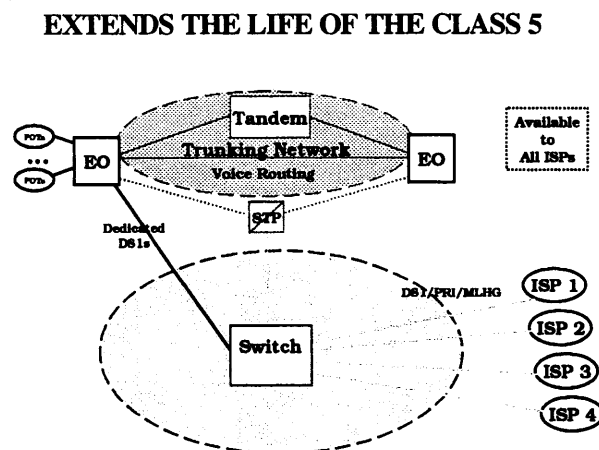 EXTENDS THE LIFE OF THE CLASS 5
POTs
...
POTs
EO
Tandem
Trunking Network
Voice Routing
EO
Available
to
All ISPs
STP
Dedicated
DS1s
DS1/PRI/MLHG
Switch
ISP 1
ISP 2
ISP 3
ISP 4